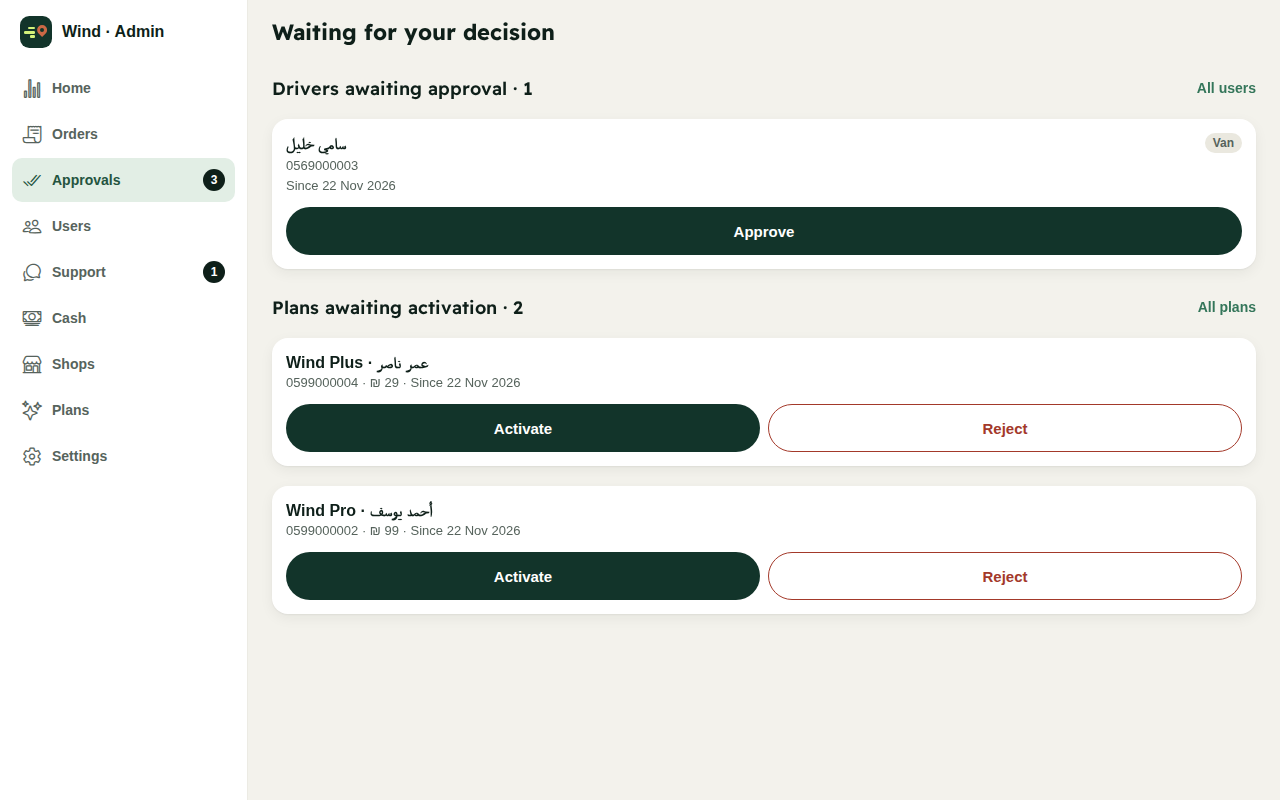 Wind · Admin
Home
Orders
Approvals 3
Users
Support 1
Cash
Shops
Plans
Settings
Waiting for your decision
Drivers awaiting approval · 1
All users
سامي خليل
Van
0569000003
Since 22 Nov 2026
Approve
Plans awaiting activation · 2
All plans
Wind Plus · عمر ناصر
0599000004 · ₪ 29 · Since 22 Nov 2026
Activate
Reject
Wind Pro · أحمد يوسف
0599000002 · ₪ 99 · Since 22 Nov 2026
Activate
Reject